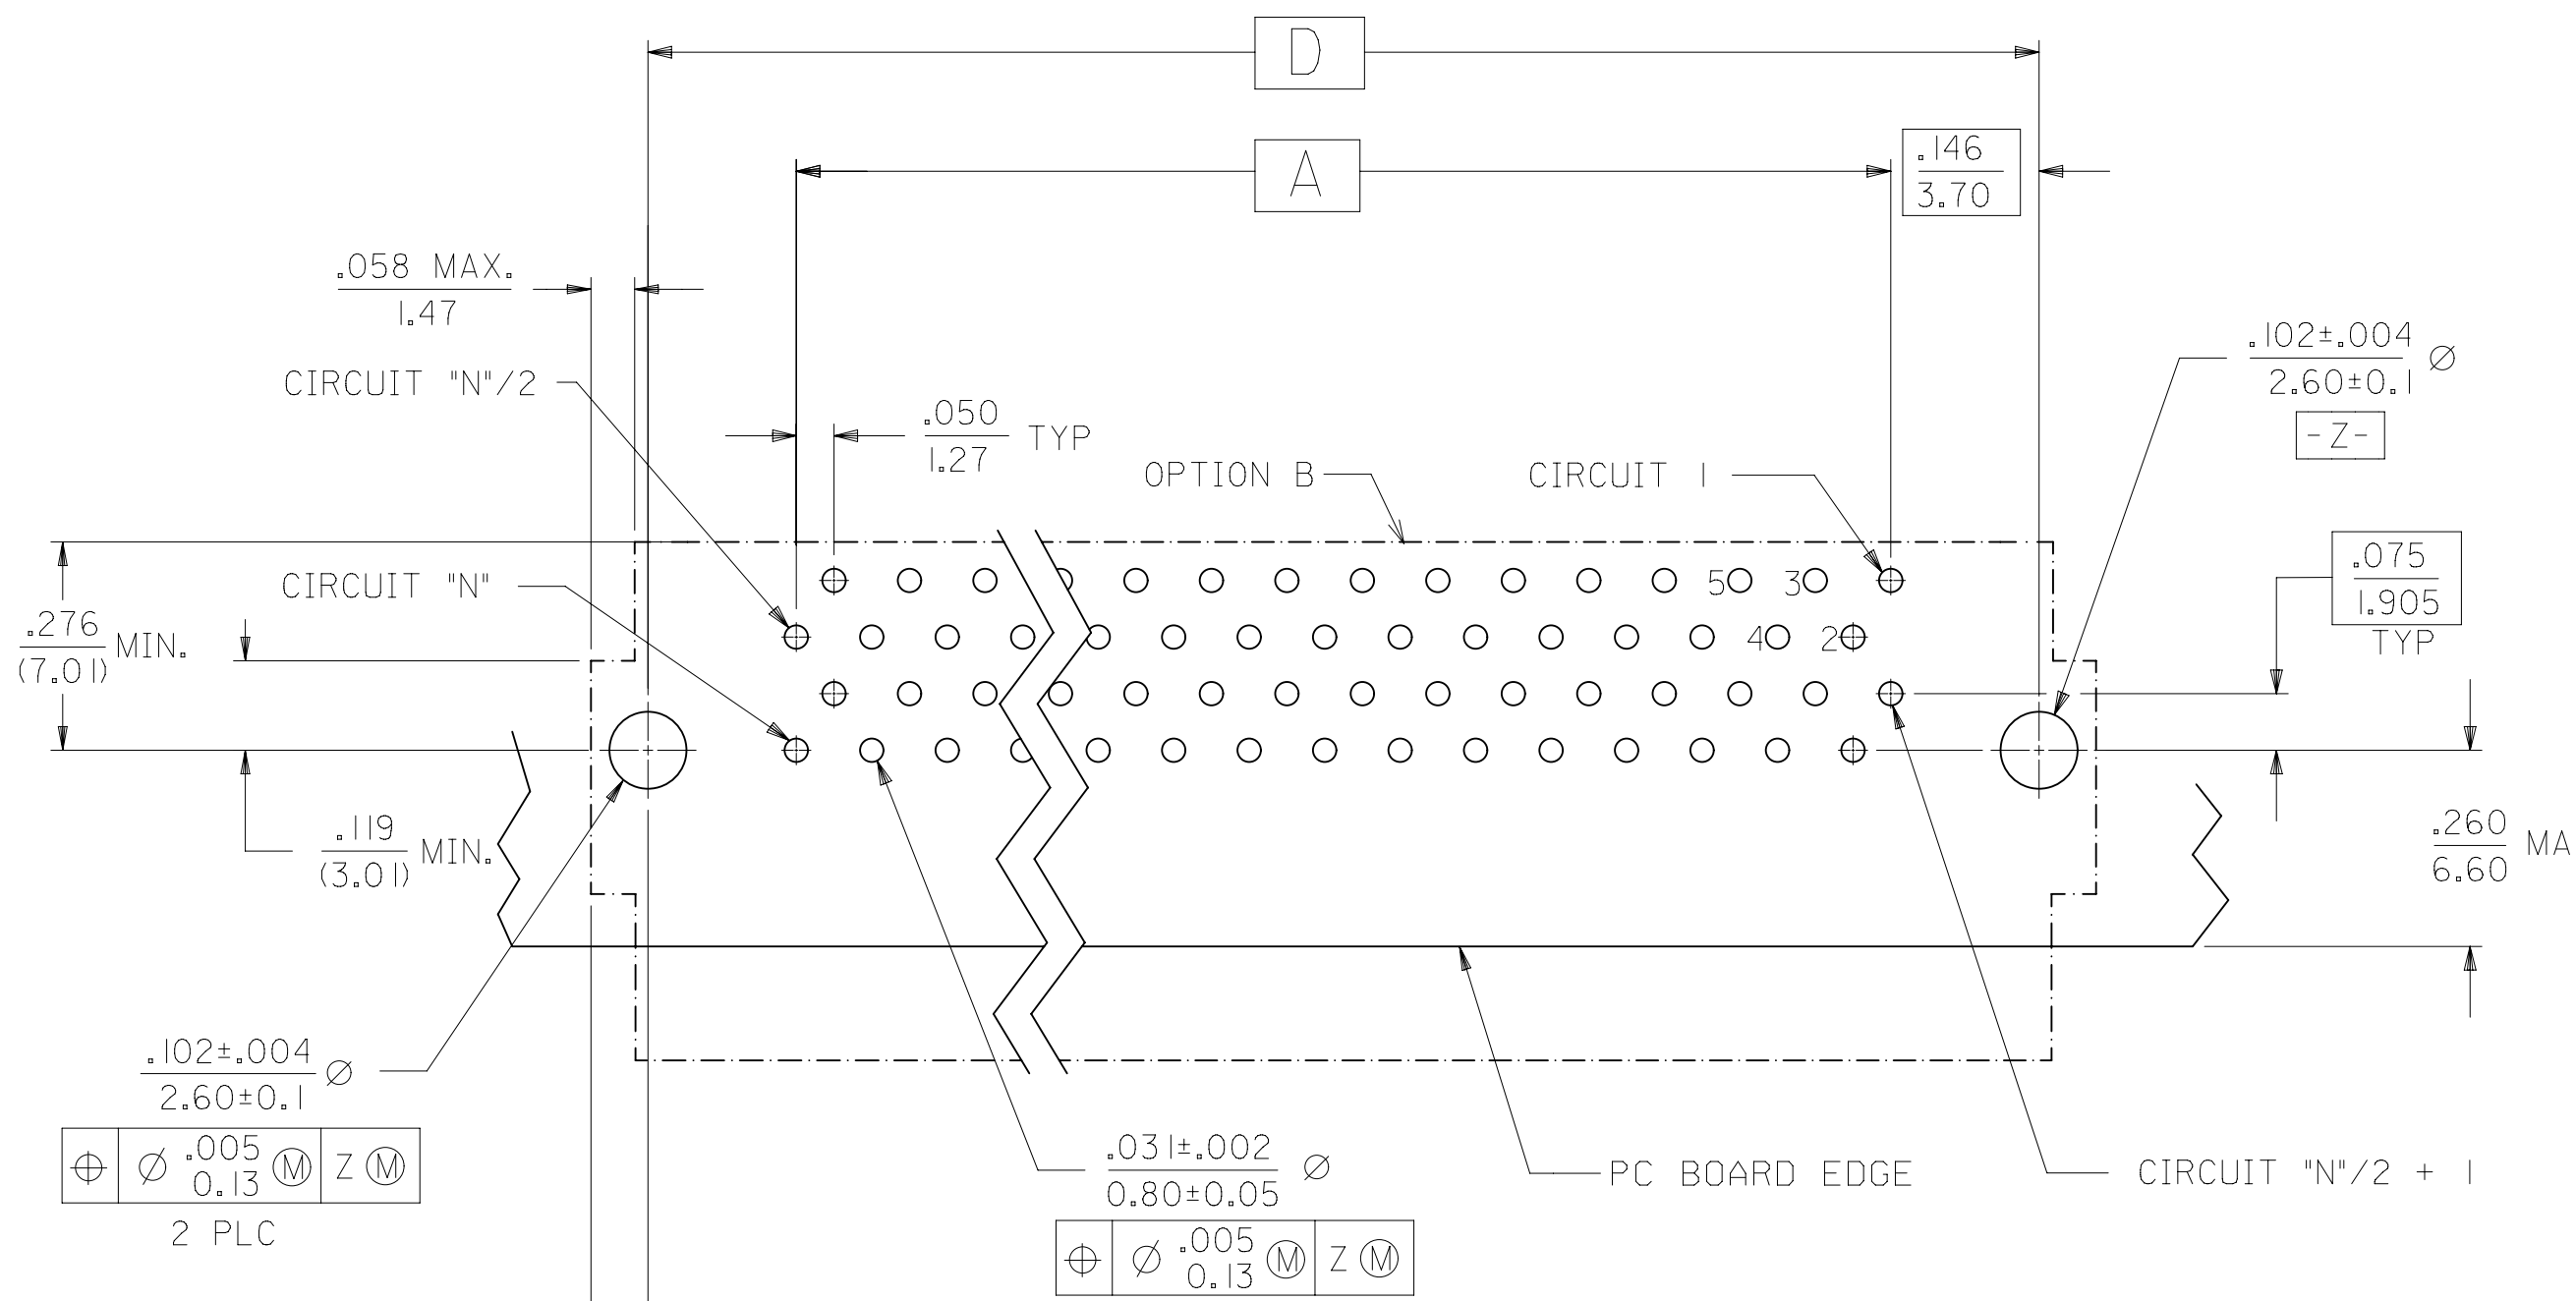 D
A
.146
3.70
.058 MAX.
1.47
.102±.004 Ø
2.60±0.1
-Z-
CIRCUIT "N"/2
.050 TYP
1.27
OPTION B
CIRCUIT 1
CIRCUIT "N"
5 3
.075
1.905
TYP
.276 MIN.
(7.01)
4 2
.119 MIN.
(3.01)
.260 MA
6.60
.102±.004 Ø
2.60±0.1
⌖ Ø .005 Ⓜ Z Ⓜ
0.13
2 PLC
.031±.002 Ø
0.80±0.05
⌖ Ø .005 Ⓜ Z Ⓜ
0.13
PC BOARD EDGE
CIRCUIT "N"/2 + 1